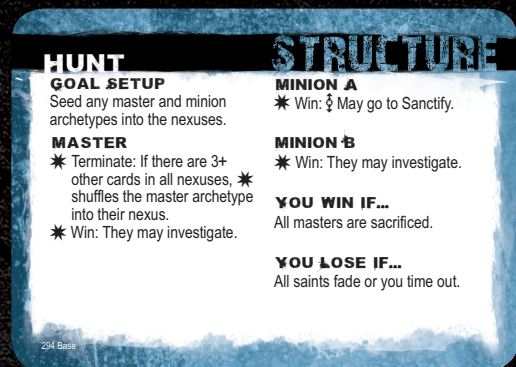 HUNT
STRUCTURE
GOAL SETUP
Seed any master and minion
archetypes into the nexuses.
MASTER
✷ Terminate: If there are 3+
other cards in all nexuses, ✷
shuffles the master archetype
into their nexus.
✷ Win: They may investigate.
MINION A
✷ Win: May go to Sanctify.
MINION B
✷ Win: They may investigate.
YOU WIN IF...
All masters are sacrificed.
YOU LOSE IF...
All saints fade or you time out.
294 Base